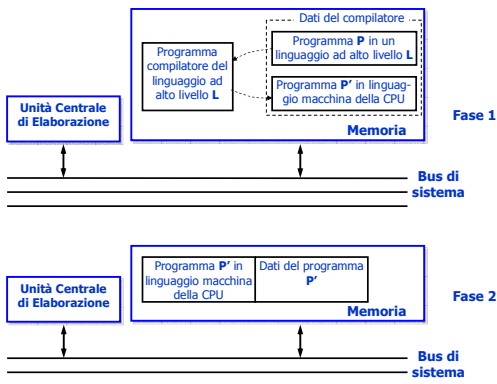 Dati del compilatore
Programma
compilatore del
linguaggio ad
alto livello L
Programma P in un
linguaggio ad alto livello L
Programma P’ in linguag-
gio macchina della CPU
Unità Centrale
di Elaborazione
Memoria
Fase 1
Bus di
sistema
Programma P’ in
linguaggio macchina
della CPU
Dati del programma
P’
Unità Centrale
di Elaborazione
Memoria
Fase 2
Bus di
sistema